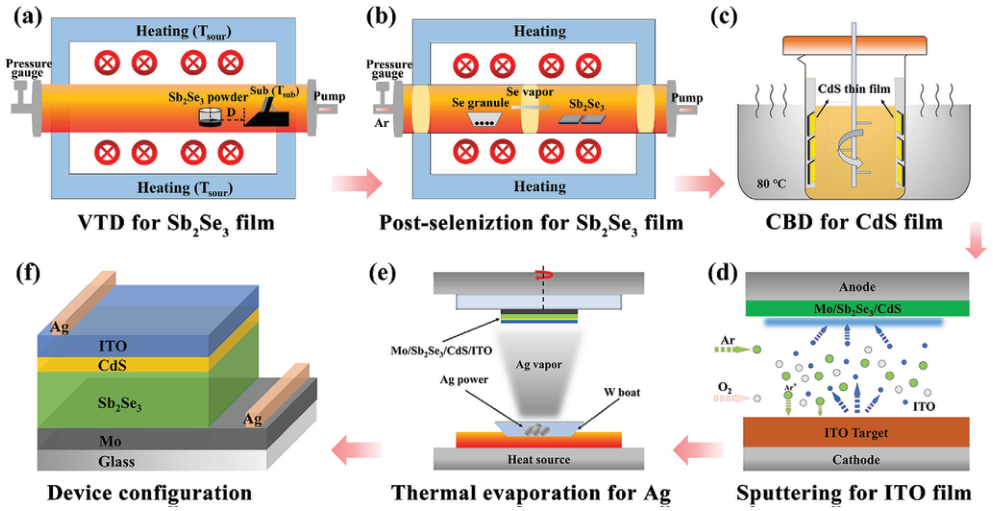 (a)
Heating (Tsour)
Pressure
gauge
Sb2Se3 powder
Sub (Tsub)
D
Pump
Heating (Tsour)
VTD for Sb2Se3 film
(b)
Heating
Pressure
gauge
Ar
Se vapor
Se granule
Sb2Se3
Pump
Heating
Post-seleniztion for Sb2Se3 film
(c)
CdS thin film
80 °C
CBD for CdS film
(f)
Ag
ITO
CdS
Sb2Se3
Ag
Mo
Glass
Device configuration
(e)
Mo/Sb2Se3/CdS/ITO
Ag vapor
Ag power
W boat
Heat source
Thermal evaporation for Ag
(d)
Anode
Mo/Sb2Se3/CdS
Ar
Ar+
O2
ITO
ITO Target
Cathode
Sputtering for ITO film